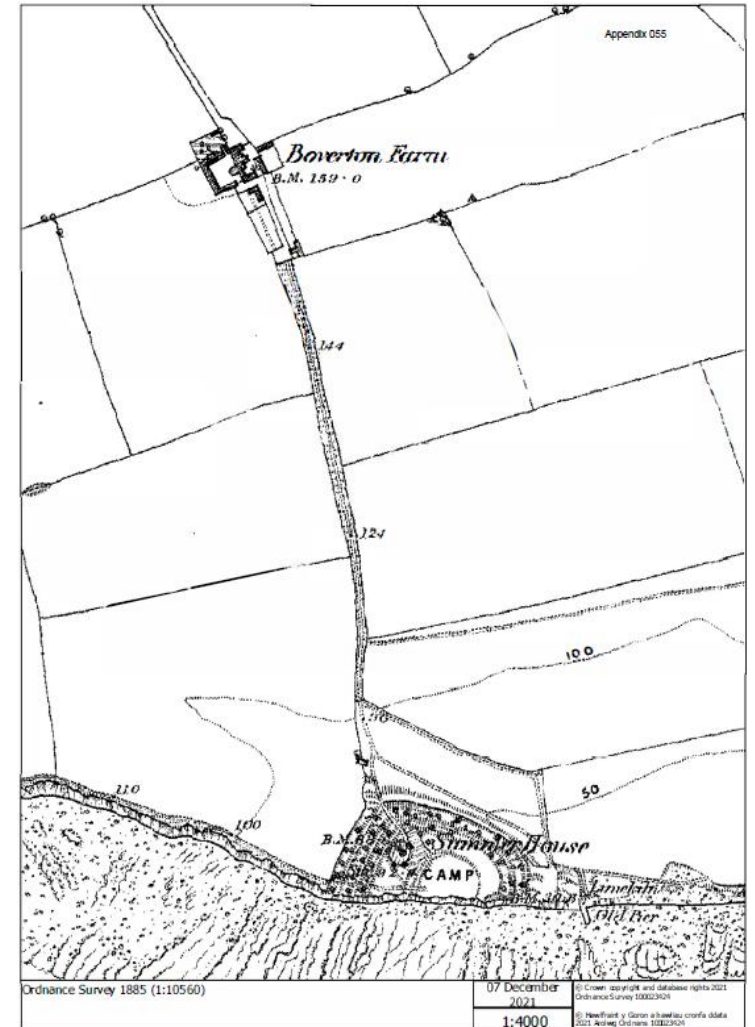 Appendix 055
Boverton Farm
B.M. 159·0
144
124
100
96
50
110
100
Summer House
CAMP
Limekiln
Old Pier
Ordnance Survey 1885 (1:10560)
07 December
2021
1:4000
© Crown copyright and database rights 2021
Ordnance Survey 100023424
© Hawlfraint y Goron a hawliau cronfa ddata
2021 Arolwg Ordnans 100023424